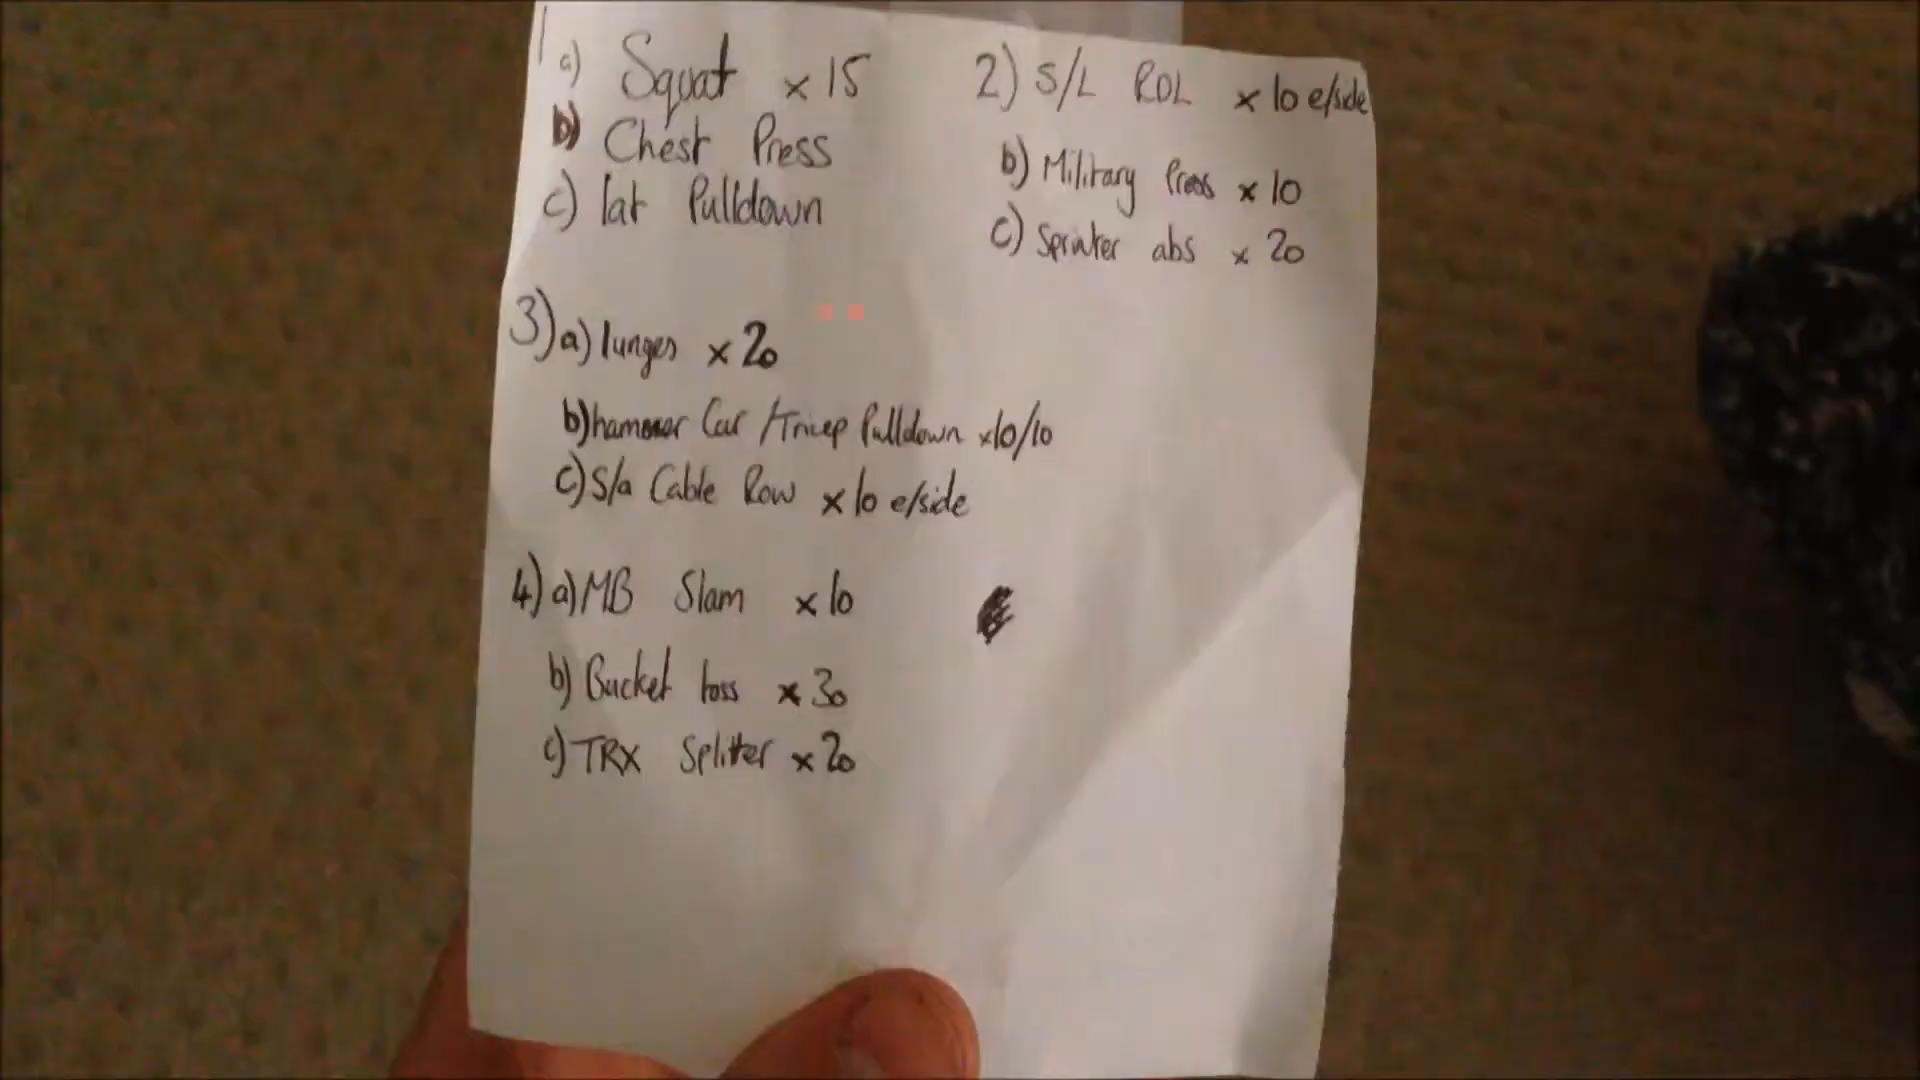 1
a) Squat x 15
b) Chest Press
c) lat Pulldown
2) S/L RDL x 10 e/side
b) Military Press x 10
c) Sprinter abs x 20
3) a) lunges x 20
b) hammer Cur /Tricep Pulldown x10/10
c) S/a Cable Row x 10 e/side
4) a) MB Slam x 10
b) Bucket toss x 30
c) TRX Splitter x 20